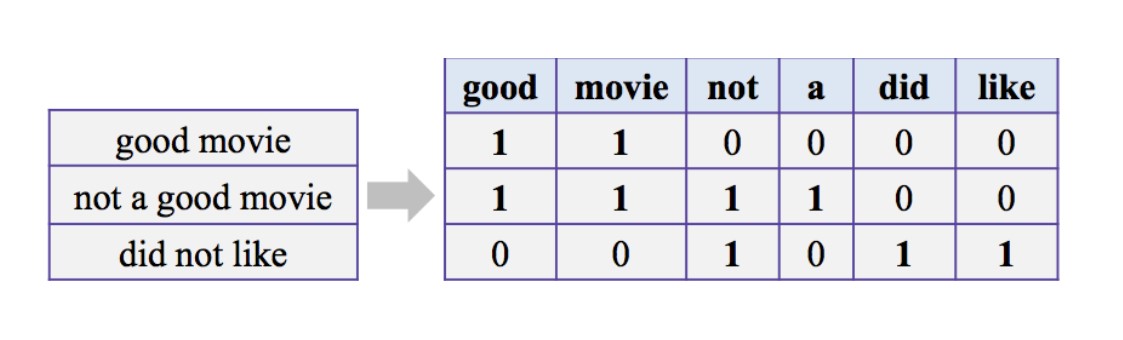 good movie not a did like
good movie 1 1 0 0 0 0
not a good movie 1 1 1 1 0 0
did not like 0 0 1 0 1 1